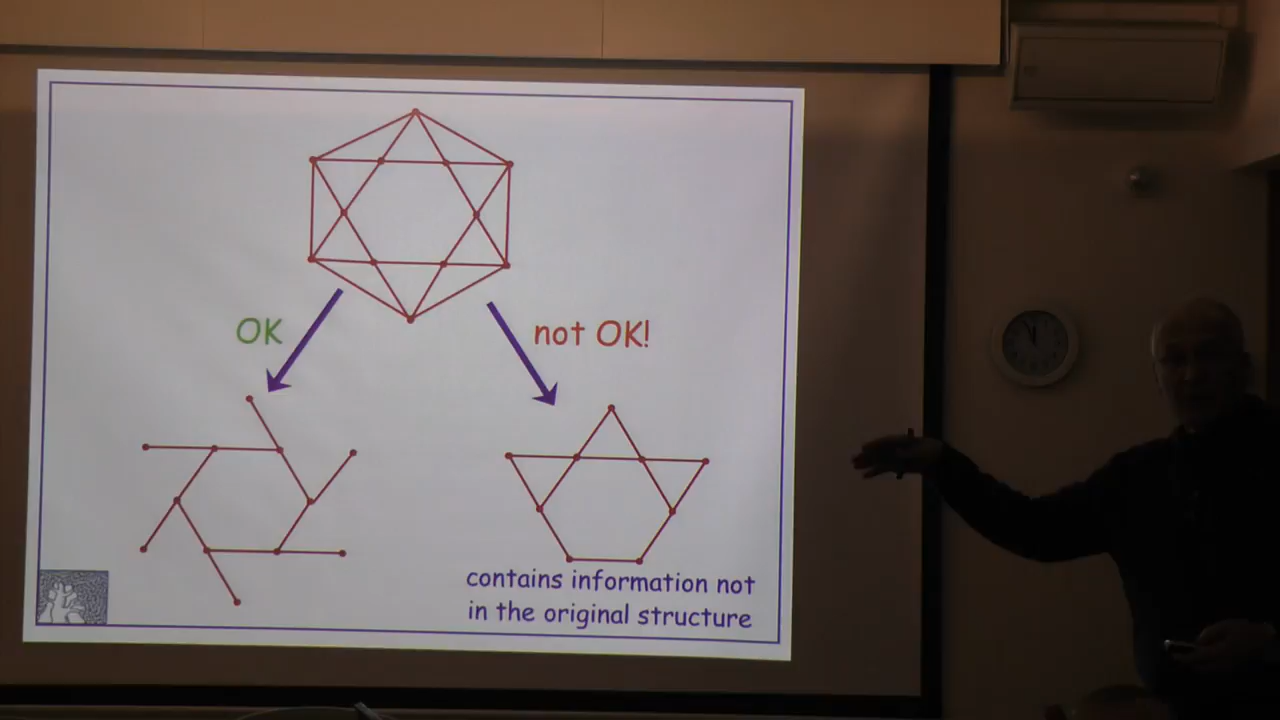 OK
not OK!
contains information not
in the original structure